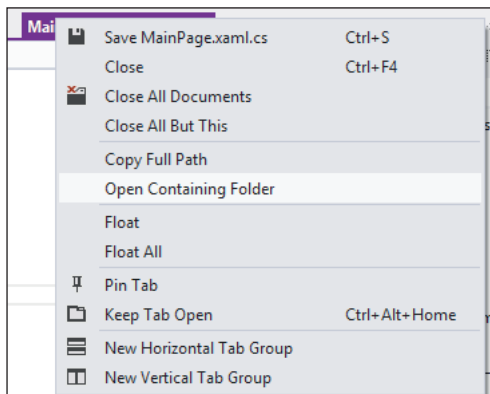 Mai
Save MainPage.xaml.cs Ctrl+S
Close Ctrl+F4
Close All Documents
Close All But This
Copy Full Path
Open Containing Folder
Float
Float All
Pin Tab
Keep Tab Open Ctrl+Alt+Home
New Horizontal Tab Group
New Vertical Tab Group